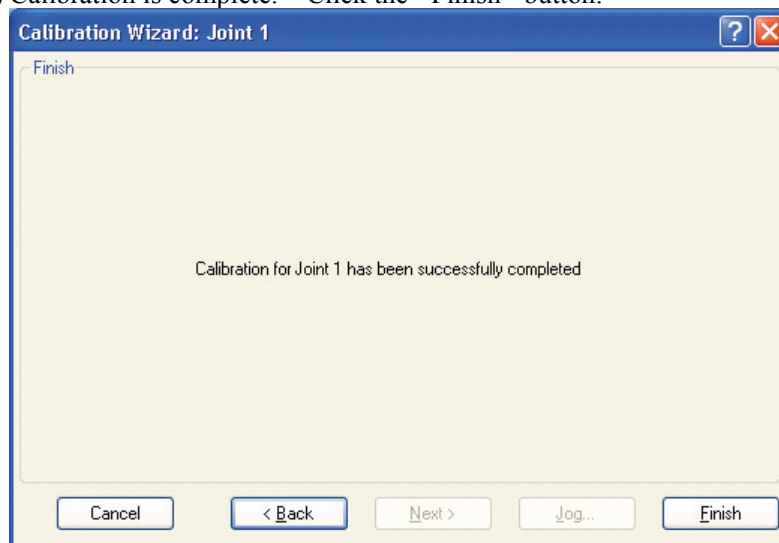 Calibration is complete. Click the "Finish" button.
Calibration Wizard: Joint 1
?
Finish
Calibration for Joint 1 has been successfully completed
Cancel
< Back
Next >
Jog...
Finish